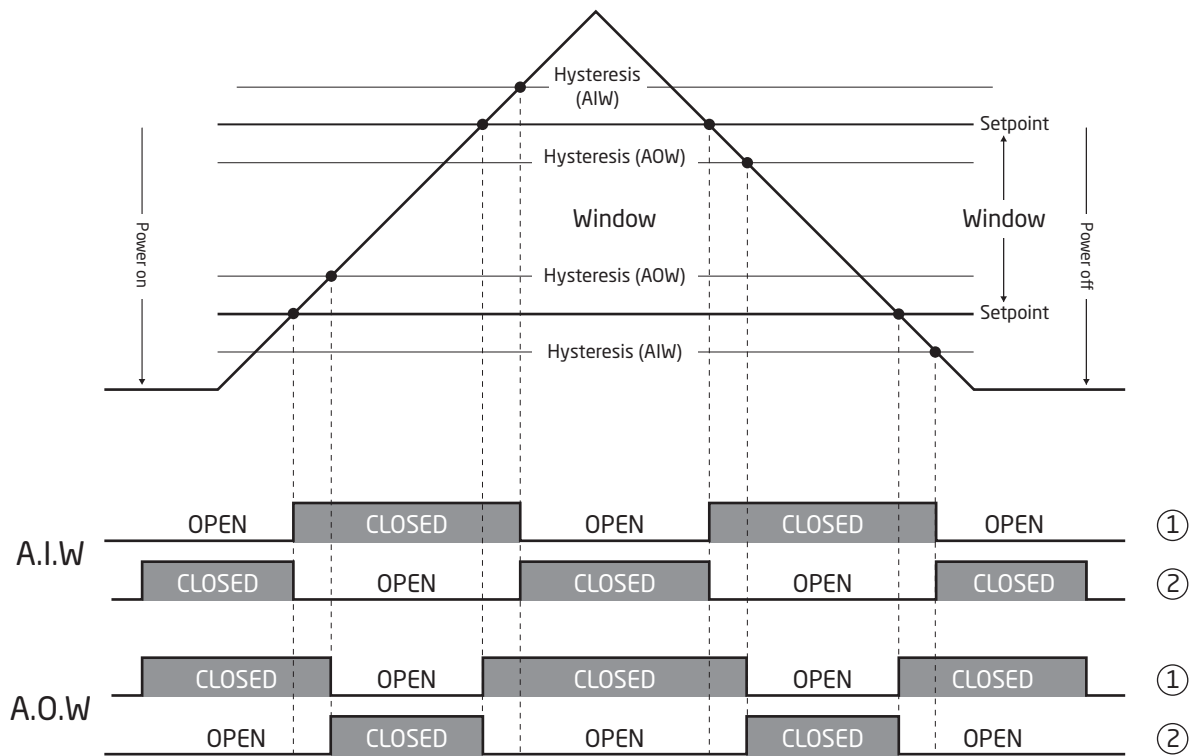 Hysteresis
(AIW)
Setpoint
Hysteresis (AOW)
Power on
Window
Window
Power off
Hysteresis (AOW)
Setpoint
Hysteresis (AIW)
A.I.W
OPEN CLOSED OPEN CLOSED OPEN ①
CLOSED OPEN CLOSED OPEN CLOSED ②
A.O.W
CLOSED OPEN CLOSED OPEN CLOSED ①
OPEN CLOSED OPEN CLOSED OPEN ②